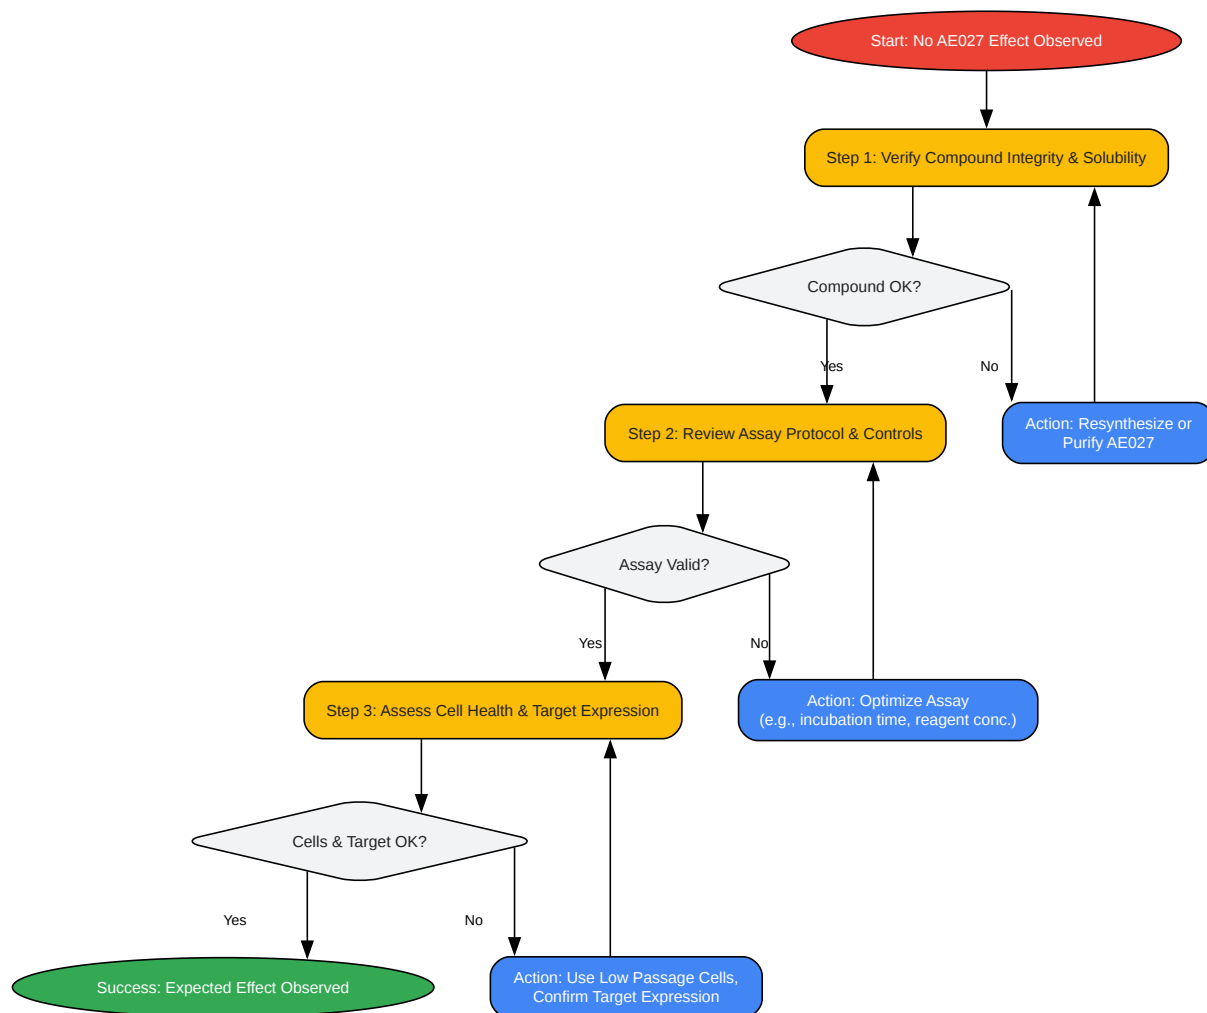 Start: No AE027 Effect Observed
Step 1: Verify Compound Integrity & Solubility
Compound OK?
Yes
No
Action: Resynthesize or
Purify AE027
Step 2: Review Assay Protocol & Controls
Assay Valid?
Yes
No
Action: Optimize Assay
(e.g., incubation time, reagent conc.)
Step 3: Assess Cell Health & Target Expression
Cells & Target OK?
Yes
No
Action: Use Low Passage Cells,
Confirm Target Expression
Success: Expected Effect Observed